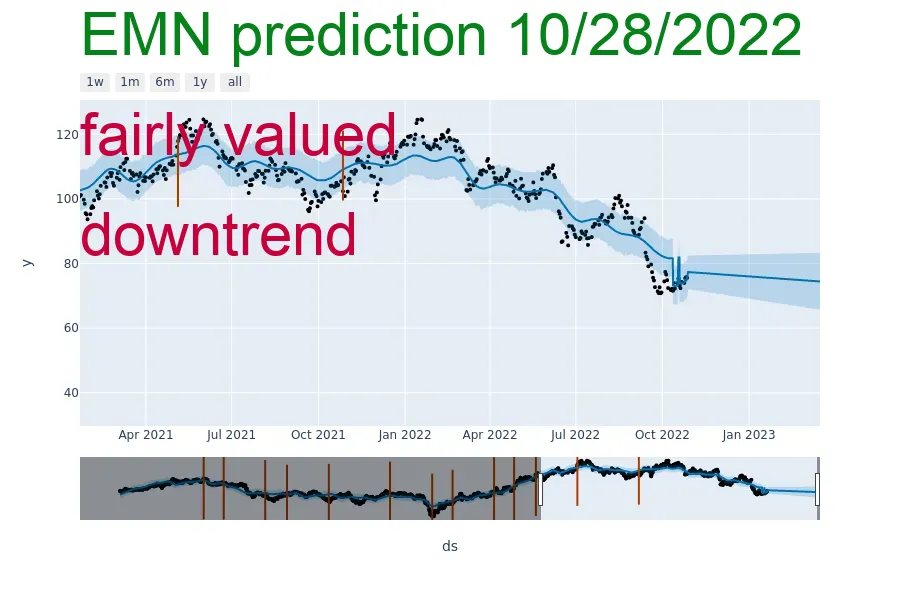 EMN prediction 10/28/2022
1w 1m 6m 1y all
fairly valued
downtrend
120
100
80
60
40
y
Apr 2021 Jul 2021 Oct 2021 Jan 2022 Apr 2022 Jul 2022 Oct 2022 Jan 2023
ds